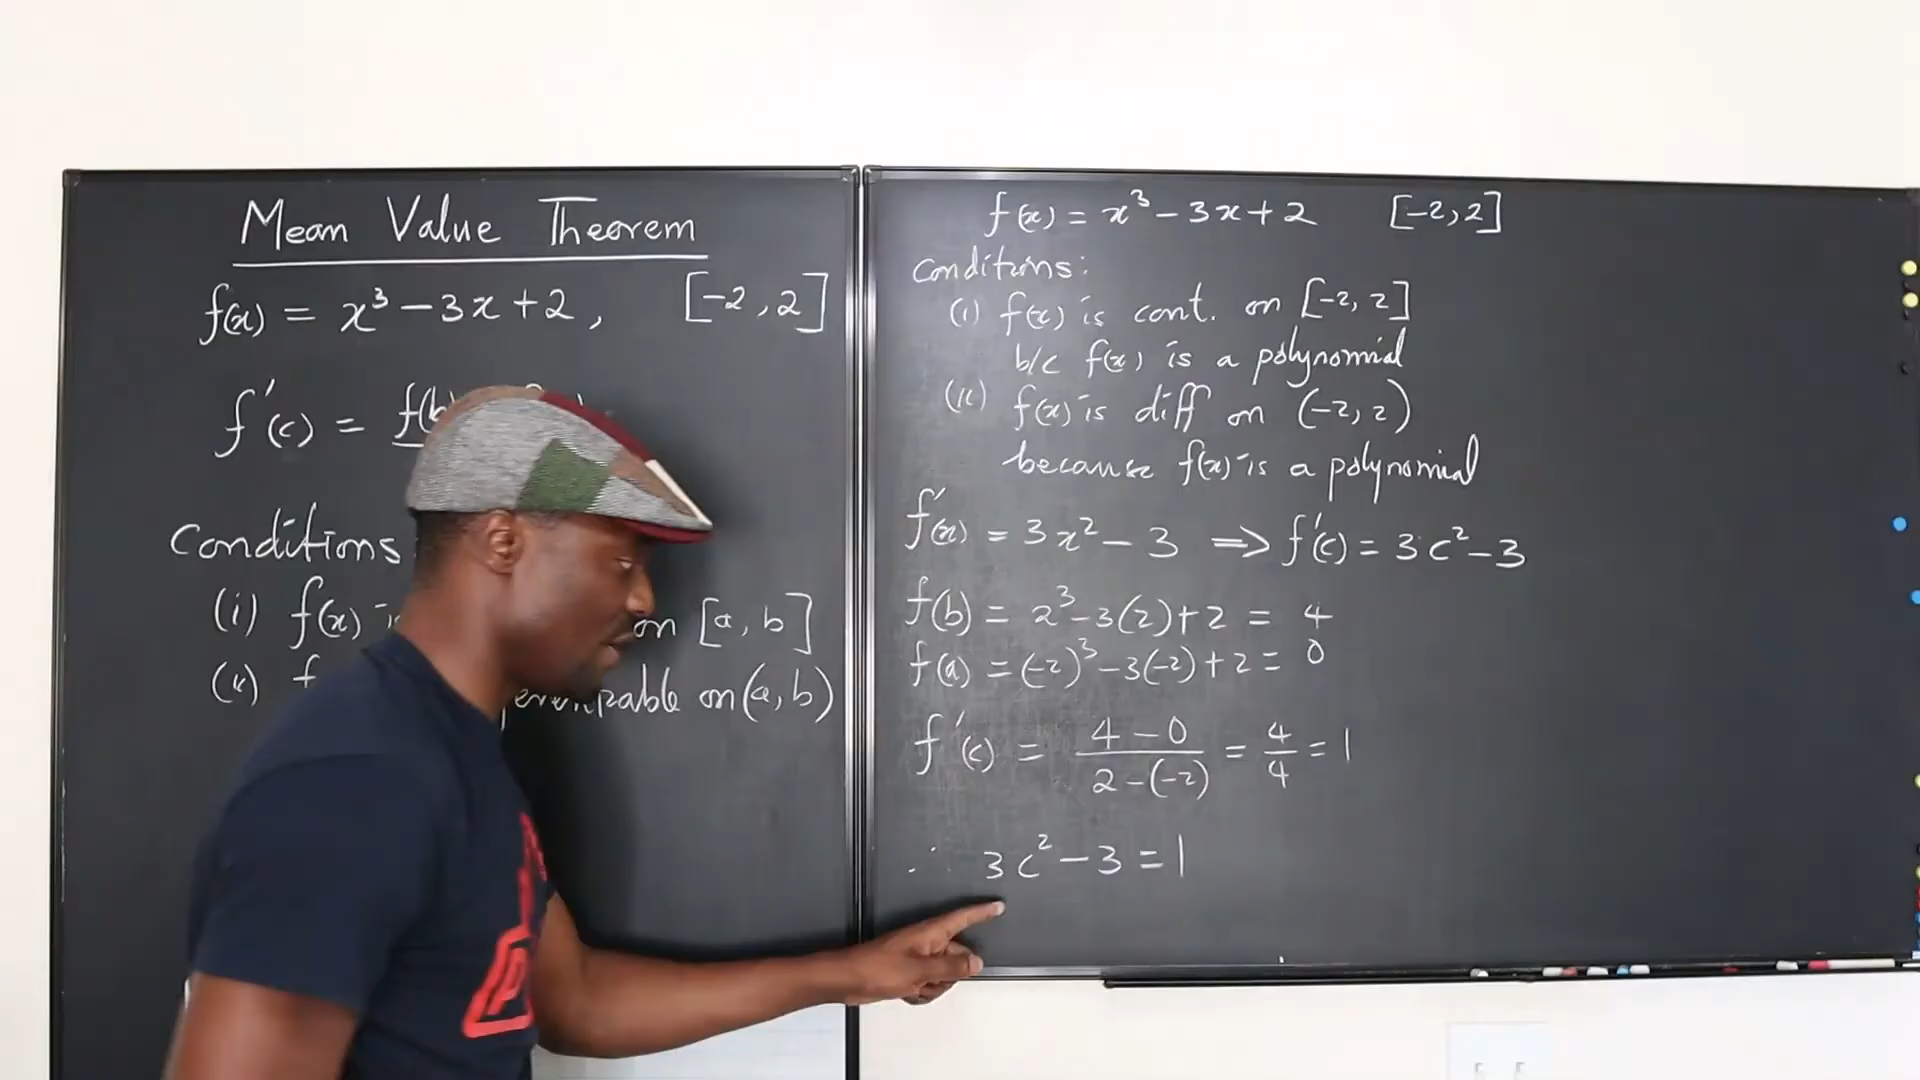 Mean Value Theorem
f(x) = x³ − 3x + 2, [−2, 2]
f'(c) = f(b)
Conditions
(i) f(x) on [a, b]
(ii) f on (a, b)
f(x) = x³ − 3x + 2 [−2, 2]
Conditions:
(i) f(x) is cont. on [−2, 2]
b/c f(x) is a polynomial
(ii) f(x) is diff on (−2, 2)
because f(x) is a polynomial
f'(x) = 3x² − 3 ⇒ f'(c) = 3c² − 3
f(b) = 2³ − 3(2) + 2 = 4
f(a) = (−2)³ − 3(−2) + 2 = 0
f'(c) = (4 − 0)/(2 − (−2)) = 4/4 = 1
∴ 3c² − 3 = 1